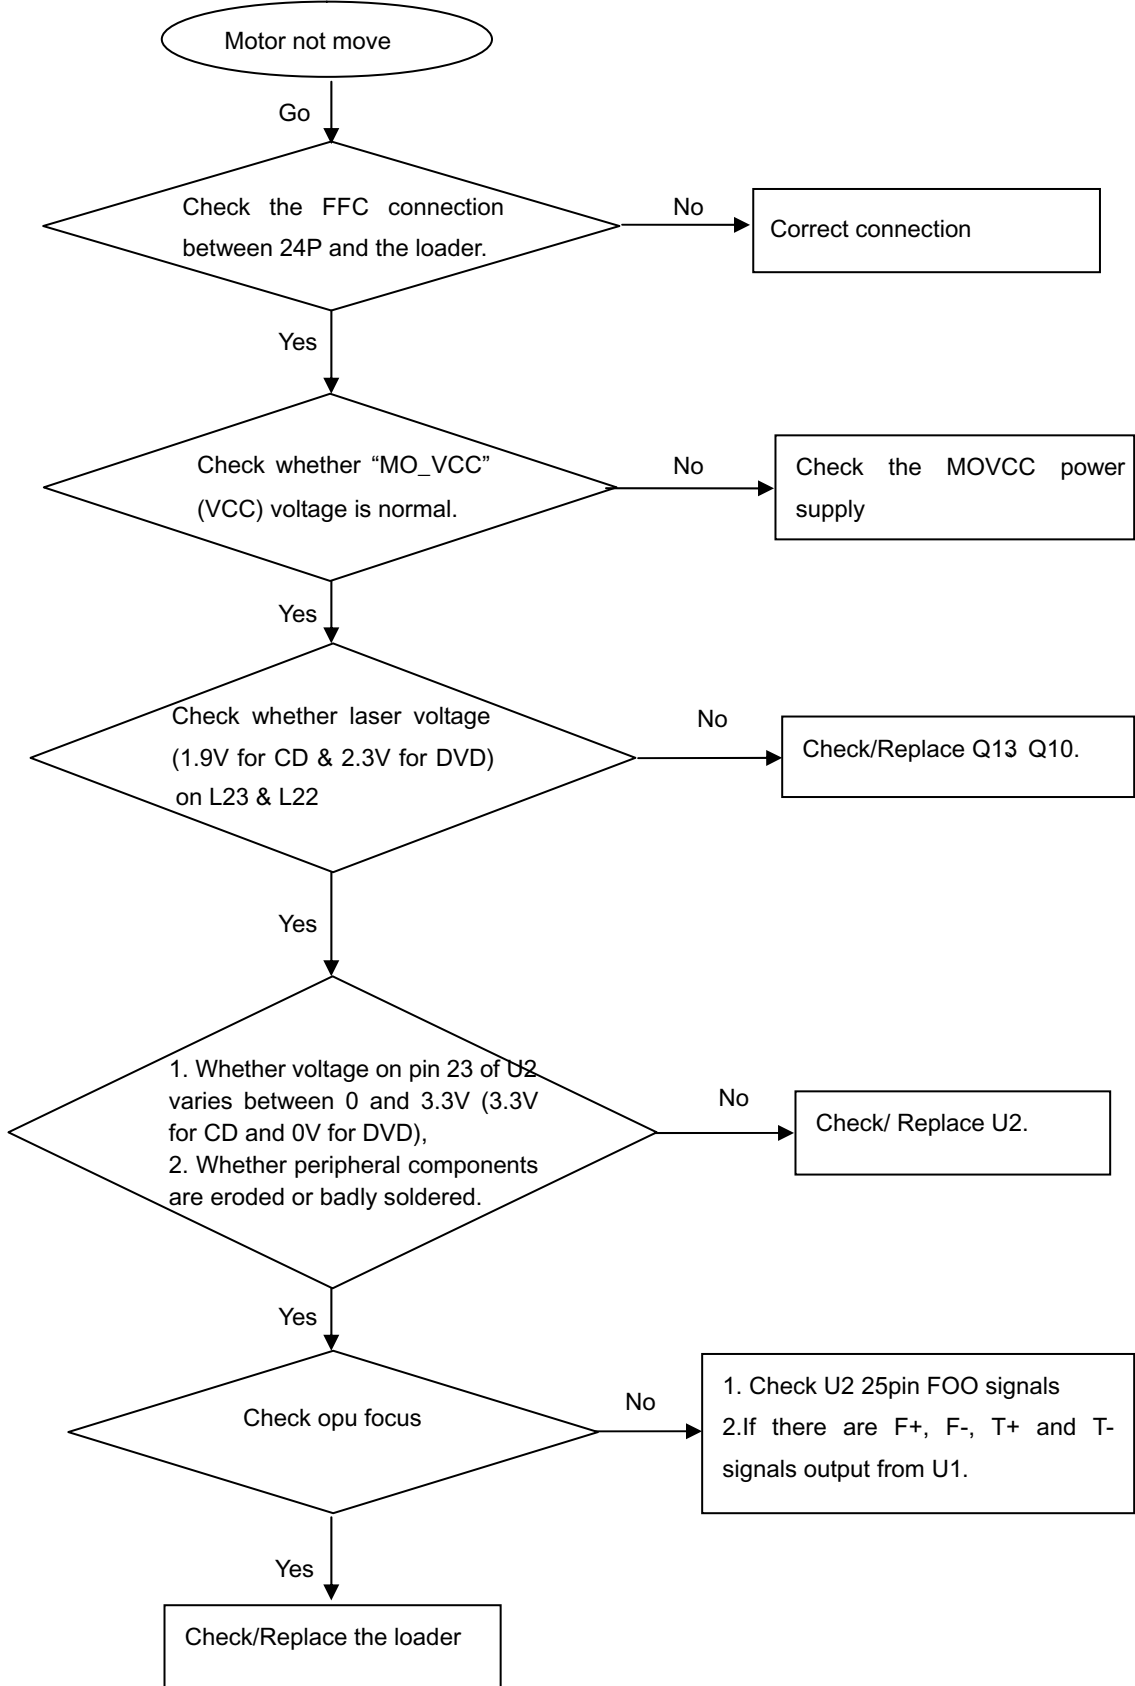 Motor not move
Go
Check the FFC connection
between 24P and the loader.
No
Correct connection
Yes
Check whether “MO_VCC”
(VCC) voltage is normal.
No
Check the MOVCC power
supply
Yes
Check whether laser voltage
(1.9V for CD & 2.3V for DVD)
on L23 & L22
No
Check/Replace Q13 Q10.
Yes
1. Whether voltage on pin 23 of U2
varies between 0 and 3.3V (3.3V
for CD and 0V for DVD),
2. Whether peripheral components
are eroded or badly soldered.
No
Check/ Replace U2.
Yes
Check opu focus
No
1. Check U2 25pin FOO signals
2.If there are F+, F-, T+ and T-
signals output from U1.
Yes
Check/Replace the loader